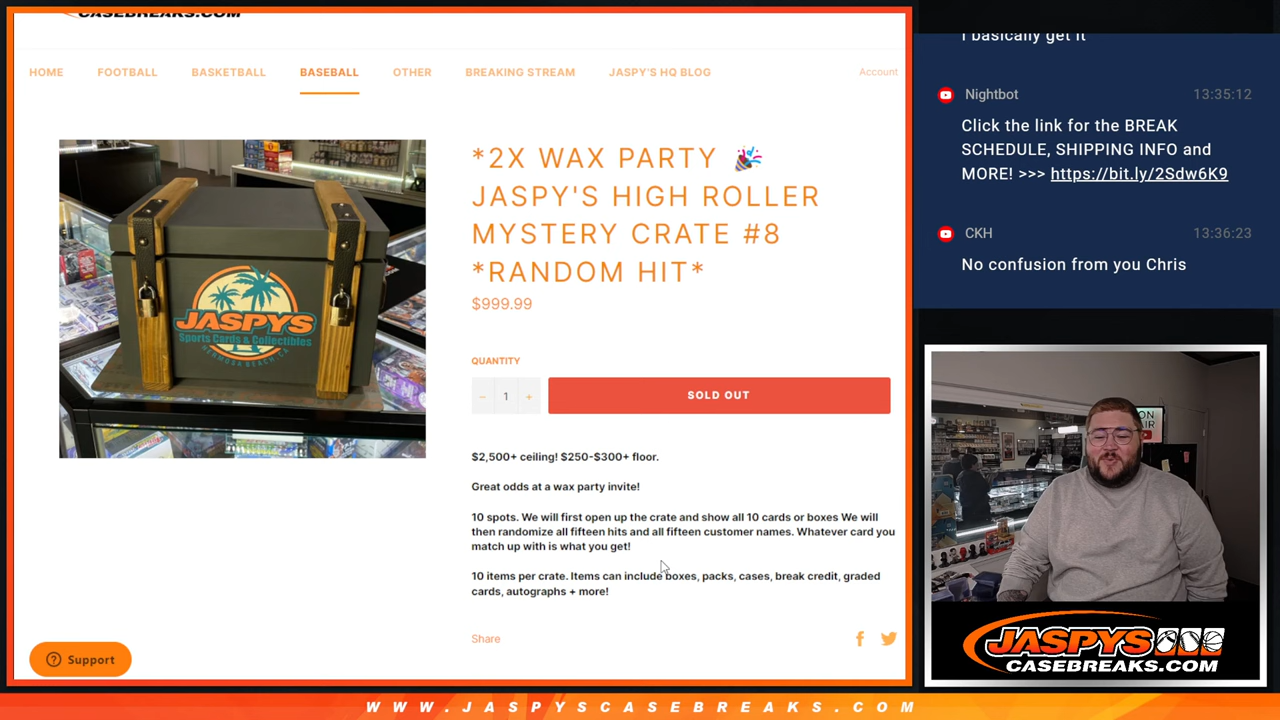 CASEBREAKS.COM
HOME FOOTBALL BASKETBALL BASEBALL OTHER BREAKING STREAM JASPY'S HQ BLOG Account
*2X WAX PARTY 🎉
JASPY'S HIGH ROLLER
MYSTERY CRATE #8
*RANDOM HIT*
$999.99
QUANTITY
− 1 + SOLD OUT
$2,500+ ceiling! $250-$300+ floor.
Great odds at a wax party invite!
10 spots. We will first open up the crate and show all 10 cards or boxes We will
then randomize all fifteen hits and all fifteen customer names. Whatever card you
match up with is what you get!
10 items per crate. Items can include boxes, packs, cases, break credit, graded
cards, autographs + more!
Share
Support
JASPYS
Sports Cards & Collectibles
HERMOSA BEACH, CA
I basically get it
Nightbot 13:35:12
Click the link for the BREAK
SCHEDULE, SHIPPING INFO and
MORE! >>> https://bit.ly/2Sdw6K9
CKH 13:36:23
No confusion from you Chris
ON
AIR
JASPYS
CASEBREAKS.COM
WWW.JASPYSCASEBREAKS.COM